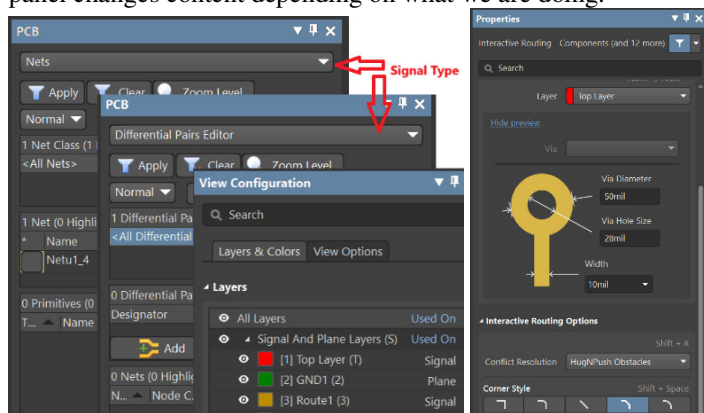 panel changes content depending on what we are doing.
PCB
Nets
Apply Clear Zoom Level
Normal
1 Net Class (1
<All Nets>
1 Net (0 Highli
* Name
Netu1_4
0 Primitives (0
T... Name
Signal Type
PCB
Differential Pairs Editor
Apply Clear Zoom Level
Normal
1 Differential Pa
<All Differential
0 Differential Pa
Designator
Add
0 Nets (0 Highlig
N... Node C.
View Configuration
Search
Layers & Colors View Options
Layers
All Layers Used On
Signal And Plane Layers (S) Used On
[1] Top Layer (T) Signal
[2] GND1 (2) Plane
[3] Route1 (3) Signal
Properties
Interactive Routing Components (and 12 more)
Search
Layer Top Layer
Hide preview
Via
Via Diameter
50mil
Via Hole Size
28mil
Width
10mil
Interactive Routing Options
Shift + R
Conflict Resolution HugNPush Obstacles
Corner Style Shift + Space